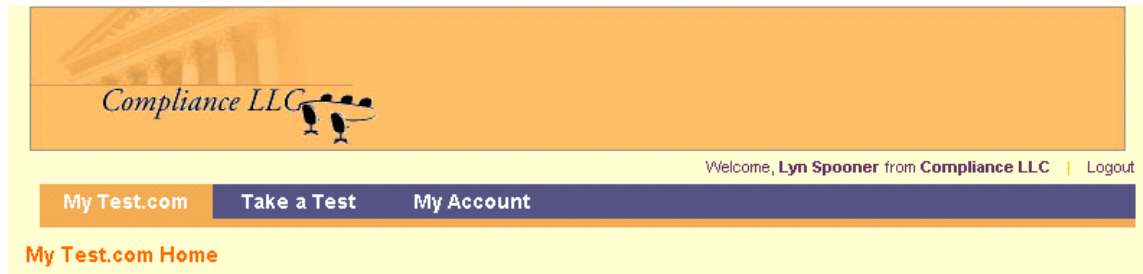 Compliance LLC
Welcome, Lyn Spooner from Compliance LLC | Logout
My Test.com Take a Test My Account
My Test.com Home